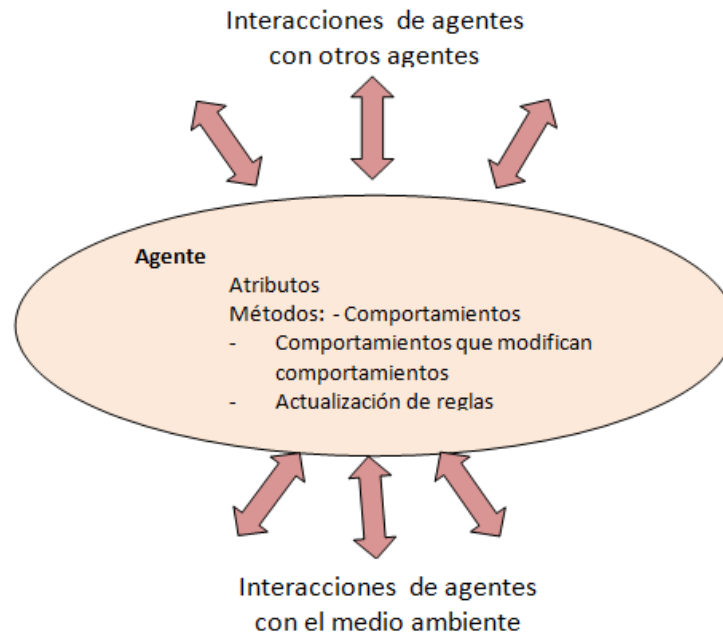 Interacciones de agentes
con otros agentes
Agente
Atributos
Métodos: - Comportamientos
- Comportamientos que modifican
comportamientos
- Actualización de reglas
Interacciones de agentes
con el medio ambiente